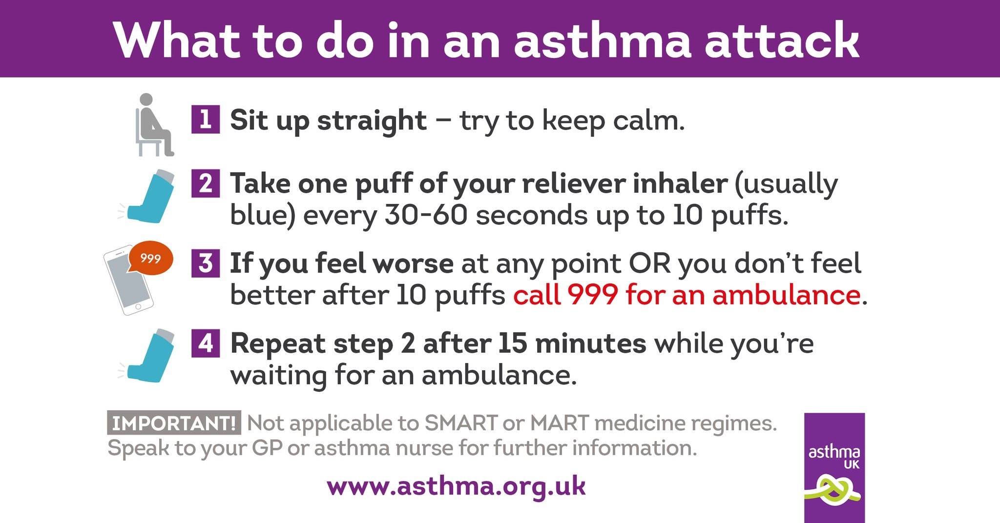 What to do in an asthma attack
1 Sit up straight – try to keep calm.
2 Take one puff of your reliever inhaler (usually
blue) every 30-60 seconds up to 10 puffs.
999
3 If you feel worse at any point OR you don’t feel
better after 10 puffs call 999 for an ambulance.
4 Repeat step 2 after 15 minutes while you’re
waiting for an ambulance.
IMPORTANT! Not applicable to SMART or MART medicine regimes.
Speak to your GP or asthma nurse for further information.
www.asthma.org.uk
asthma
UK